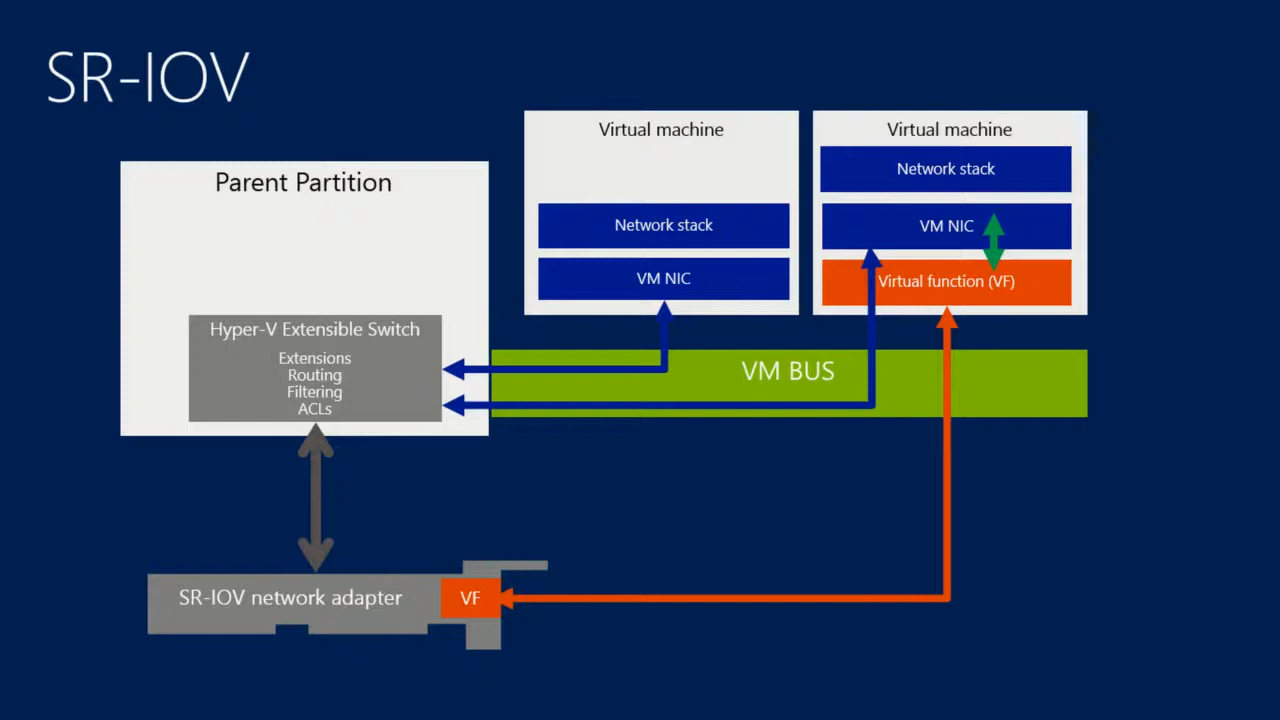 SR-IOV
Parent Partition
Hyper-V Extensible Switch
Extensions
Routing
Filtering
ACLs
Virtual machine
Network stack
VM NIC
Virtual machine
Network stack
VM NIC
Virtual function (VF)
VM BUS
SR-IOV network adapter
VF